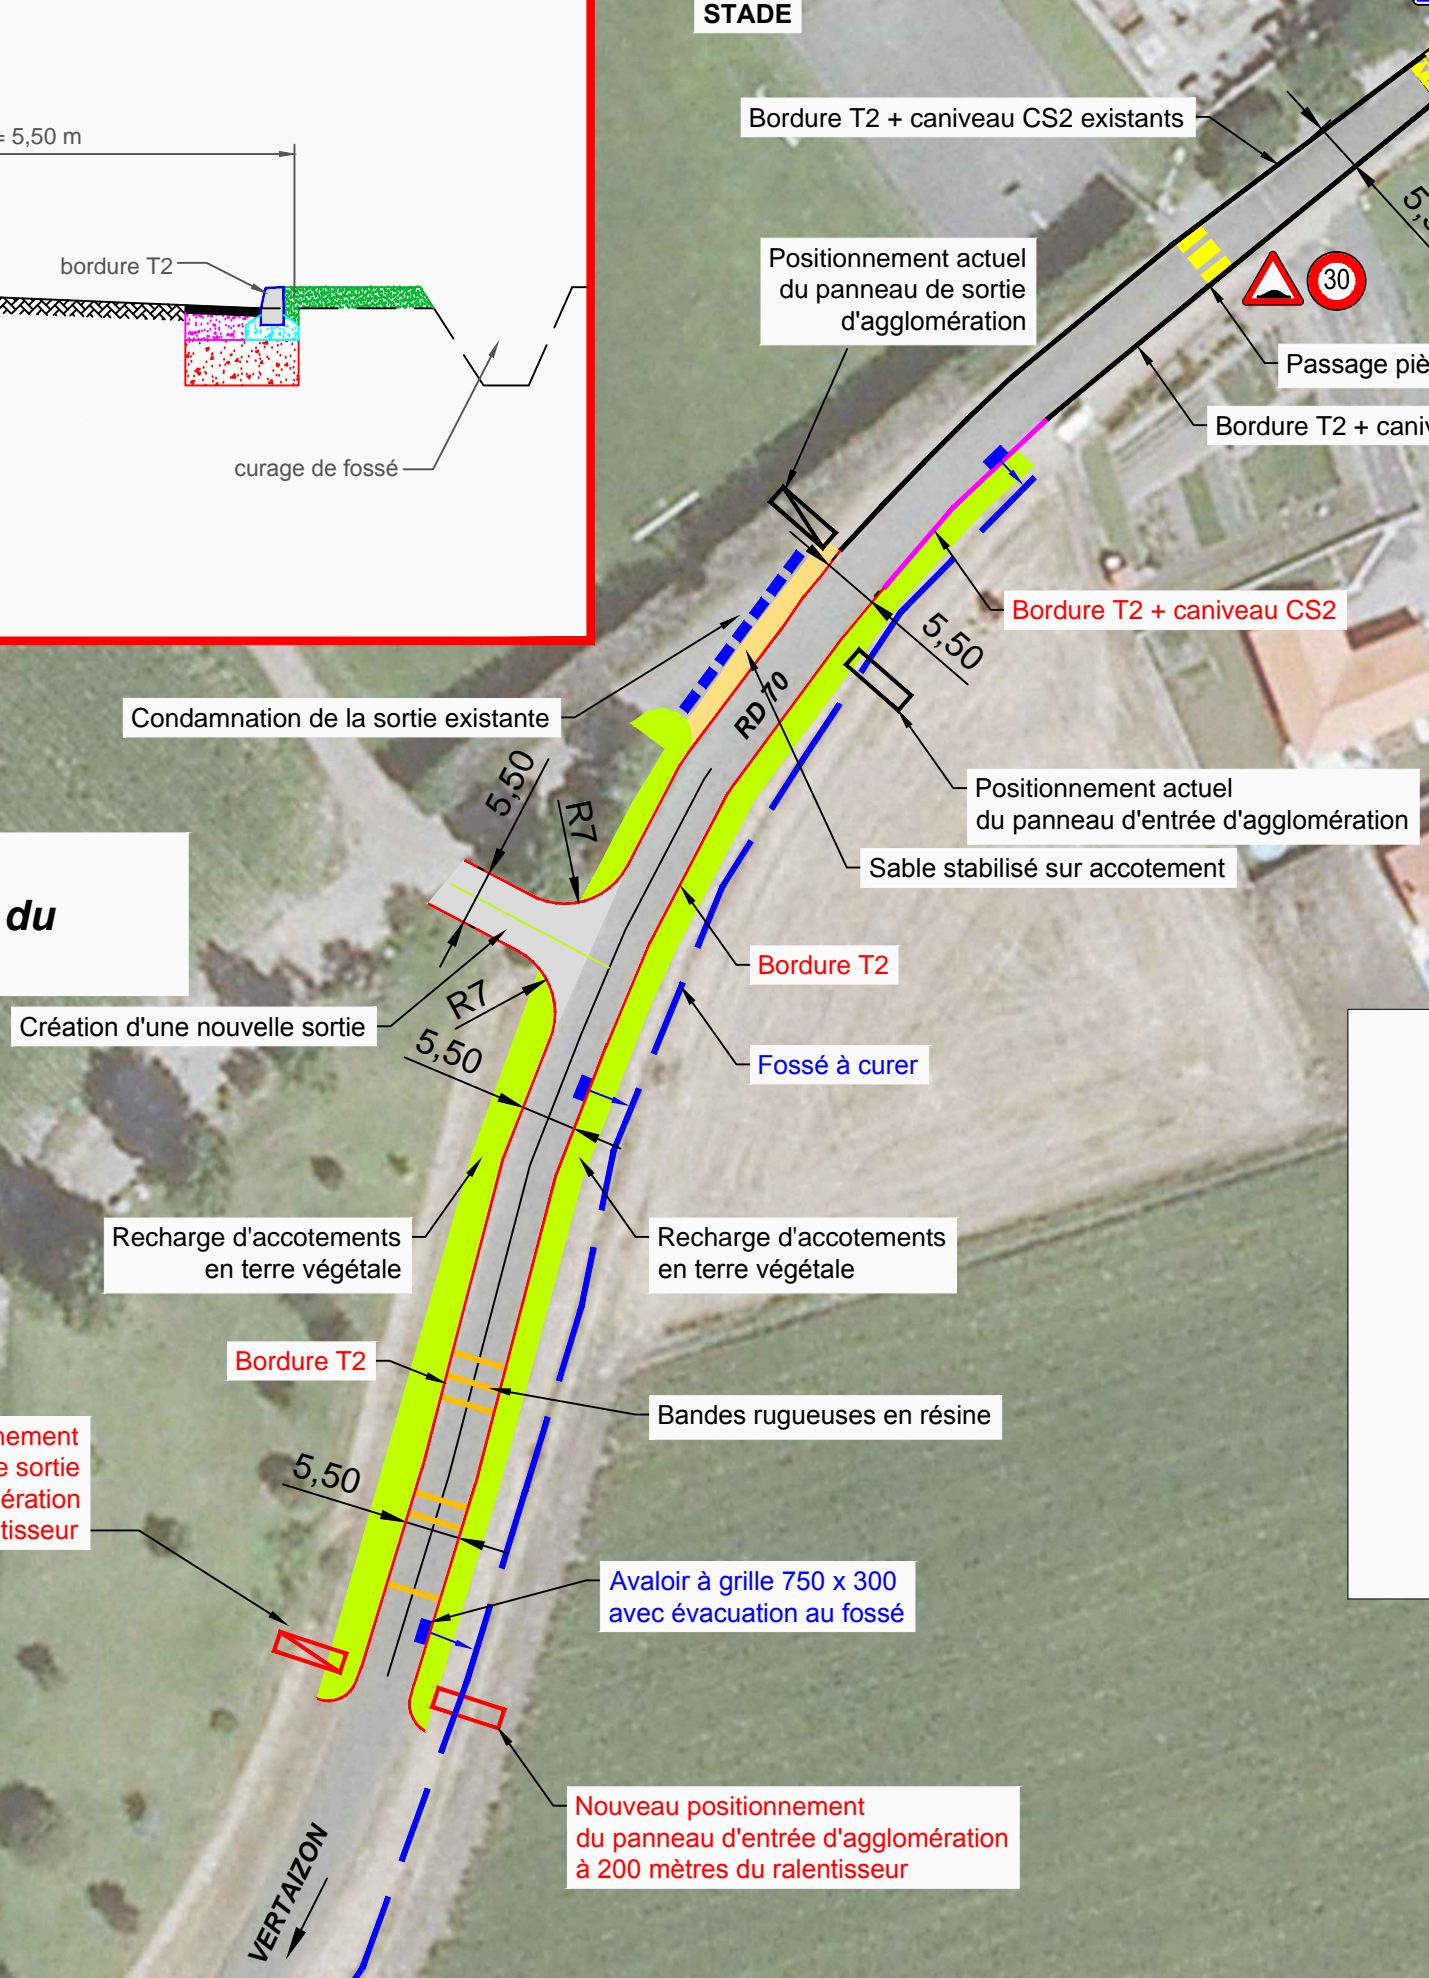 STADE
= 5,50 m
Bordure T2 + caniveau CS2 existants
bordure T2
Positionnement actuel
du panneau de sortie
d'agglomération
30
Passage
Bordure T2 +
curage de fossé
Bordure T2 + caniveau CS2
5,50
RD 70
Condamnation de la sortie existante
5,50
R7
Positionnement actuel
du panneau d'entrée d'agglomération
Sable stabilisé sur accotement
du
Bordure T2
R7
Création d'une nouvelle sortie
5,50
Fossé à curer
Recharge d'accotements
en terre végétale
Recharge d'accotements
en terre végétale
Bordure T2
Bandes rugueuses en résine
sortie
5,50
Avaloir à grille 750 x 300
avec évacuation au fossé
Nouveau positionnement
du panneau d'entrée d'agglomération
à 200 mètres du ralentisseur
VERTAIZON